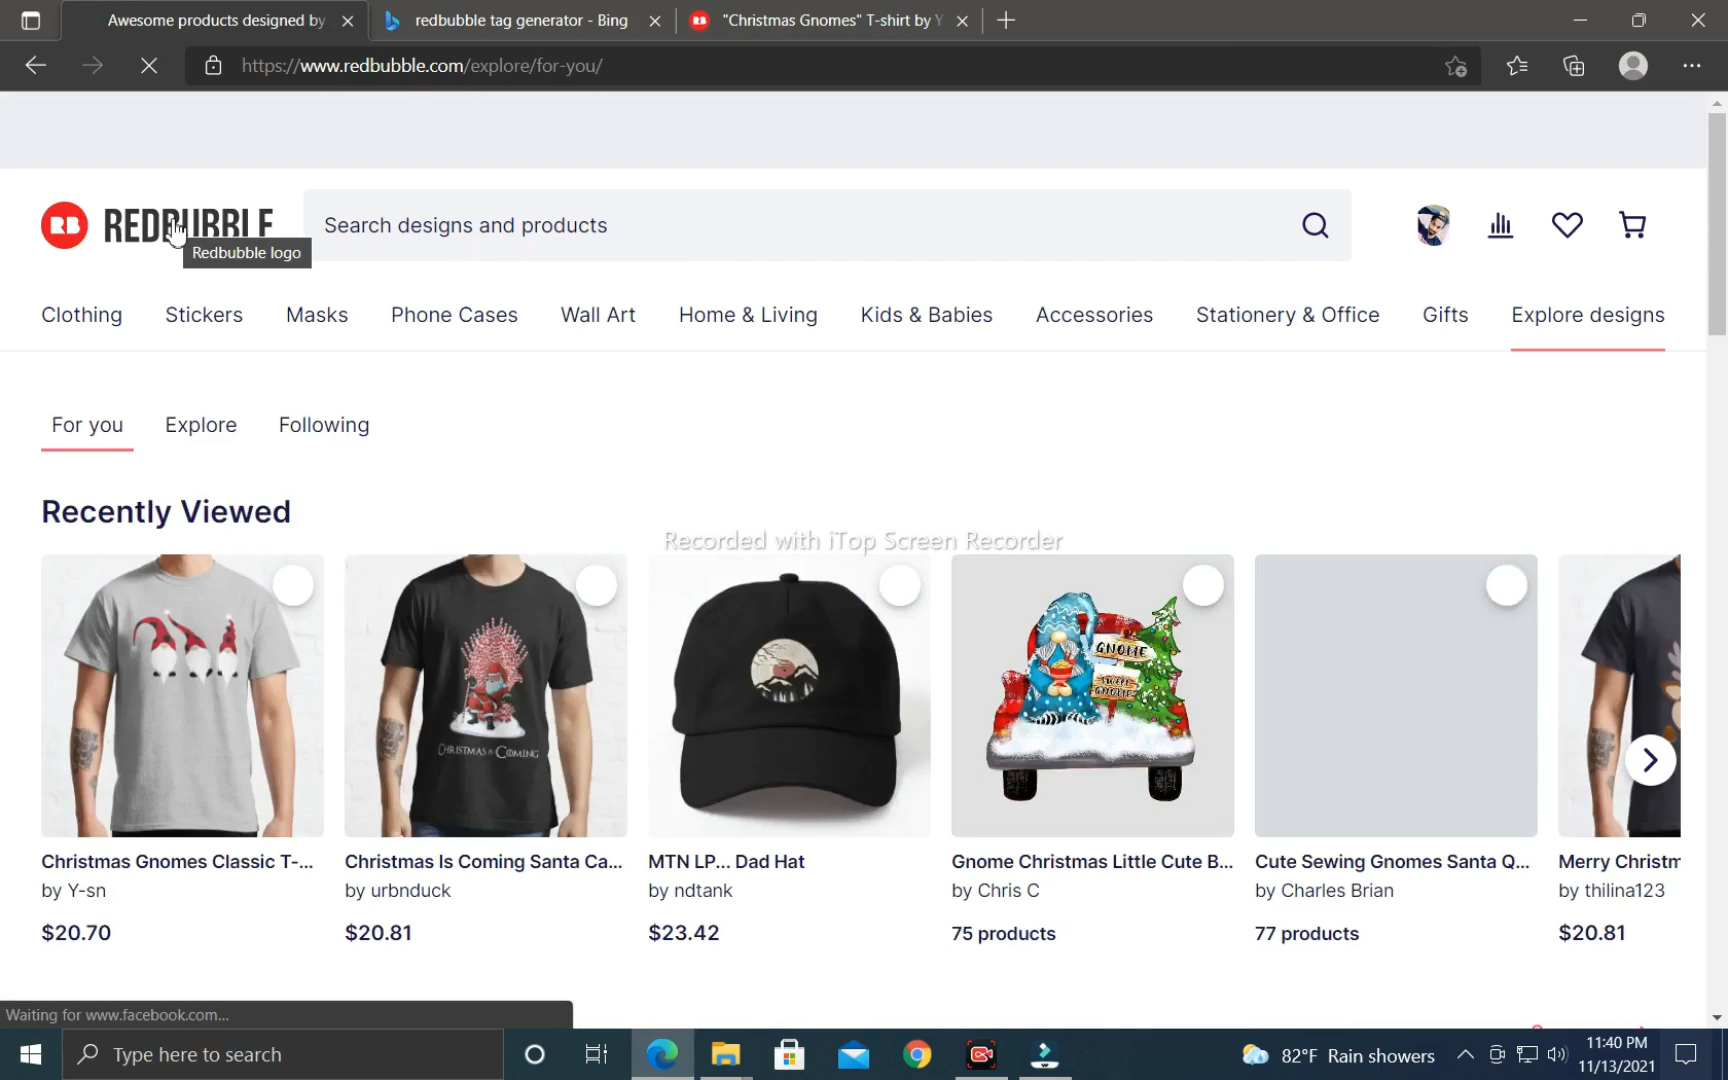 Awesome products designed by
redbubble tag generator - Bing
"Christmas Gnomes" T-shirt by Y
https://www.redbubble.com/explore/for-you/
RB REDBUBBLE
Search designs and products
Redbubble logo
Clothing
Stickers
Masks
Phone Cases
Wall Art
Home & Living
Kids & Babies
Accessories
Stationery & Office
Gifts
Explore designs
For you
Explore
Following
Recently Viewed
Recorded with iTop Screen Recorder
CHRISTMAS IS COMING
GNOME
SWEET
GNOME
Christmas Gnomes Classic T-...
by Y-sn
$20.70
Christmas Is Coming Santa Ca...
by urbnduck
$20.81
MTN LP... Dad Hat
by ndtank
$23.42
Gnome Christmas Little Cute B...
by Chris C
75 products
Cute Sewing Gnomes Santa Q...
by Charles Brian
77 products
Merry Christm
by thilina123
$20.81
Waiting for www.facebook.com...
Type here to search
82°F Rain showers
11:40 PM
11/13/2021